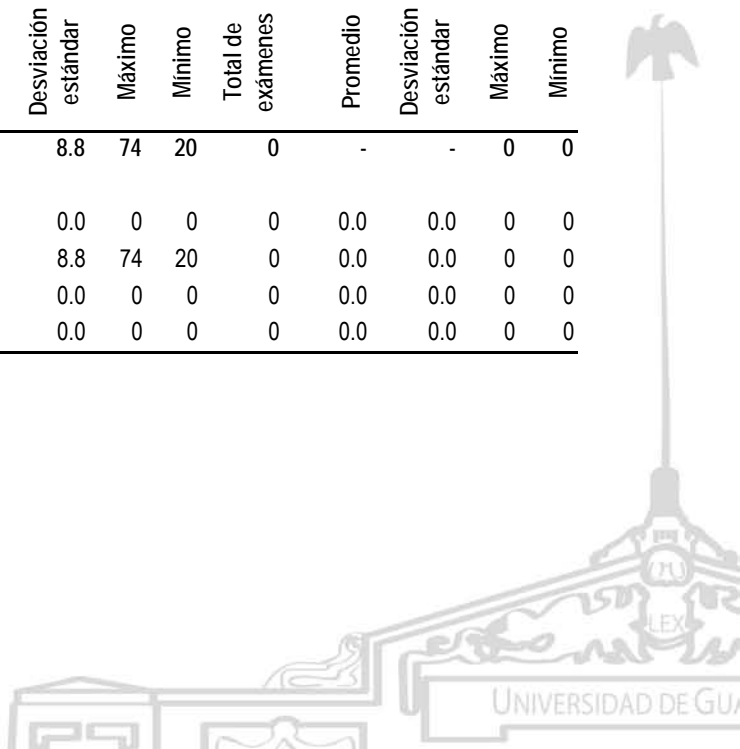 Desviación estándar Máximo Mínimo Total de exámenes Promedio Desviación estándar Máximo Mínimo
8.8 74 20 0 - - 0 0
0.0 0 0 0 0.0 0.0 0 0
8.8 74 20 0 0.0 0.0 0 0
0.0 0 0 0 0.0 0.0 0 0
0.0 0 0 0 0.0 0.0 0 0
LEX
UNIVERSIDAD DE GUA